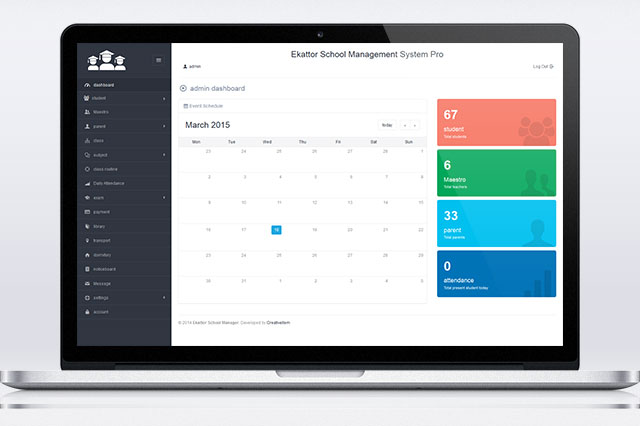 Ekattor School Management System Pro
admin
Log Out
dashboard
student
Maestro
parent
class
subject
class routine
Daily Attendance
exam
payment
library
transport
dormitory
noticeboard
Message
settings
account
admin dashboard
Event Schedule
March 2015
today
Mon Tue Wed Thu Fri Sat Sun
23 24 25 26 27 28 1
2 3 4 5 6 7 8
9 10 11 12 13 14 15
16 17 18 19 20 21 22
23 24 25 26 27 28 29
30 31 1 2 3 4 5
67
student
Total students
6
Maestro
Total teachers
33
parent
Total parents
0
attendance
Total present student today
© 2014 Ekattor School Manager. Developed by Creativeitem